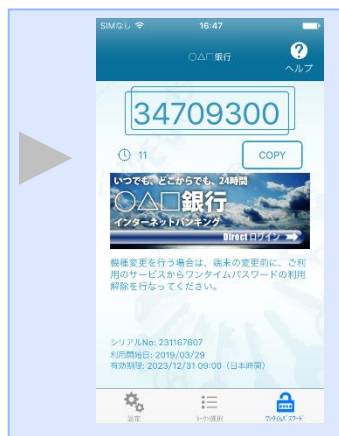 SIMなし 16:47
○△□銀行
?
ヘルプ
34709300
11 COPY
いつでも、どこからでも、24時間
○△□銀行
インターネットバンキング
Direct ログイン
機種変更を行う場合は、端末の変更前に、ご利
用のサービスからワンタイムパスワードの利用
解除を行なってください。
シリアルNo: 231167607
利用開始日: 2019/03/29
有効期限: 2023/12/31 09:00（日本時間）
設定 トークン選択 ワンタイムパスワード